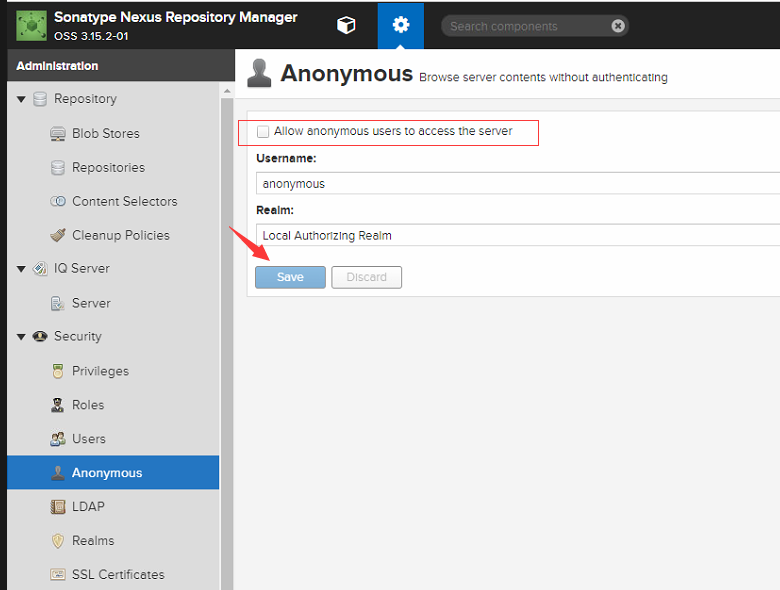 Sonatype Nexus Repository Manager
OSS 3.15.2-01
Search components
Administration
Anonymous Browse server contents without authenticating
Repository
Blob Stores
Repositories
Content Selectors
Cleanup Policies
IQ Server
Server
Security
Privileges
Roles
Users
Anonymous
LDAP
Realms
SSL Certificates
Allow anonymous users to access the server
Username:
anonymous
Realm:
Local Authorizing Realm
Save Discard